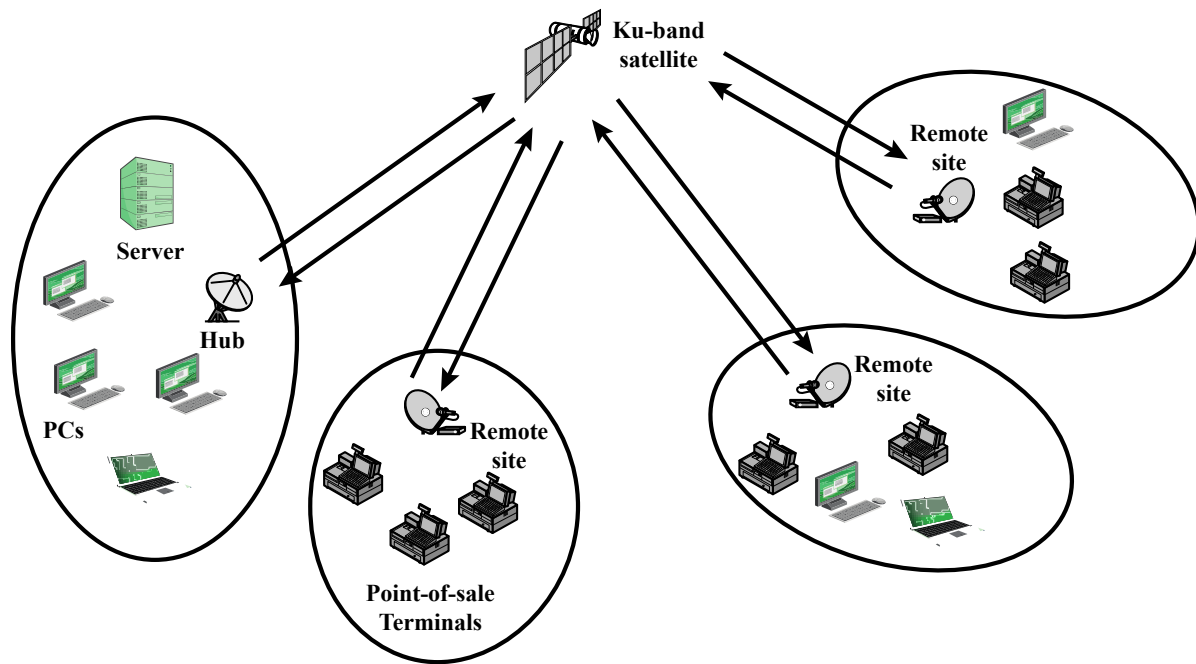 Ku-band
satellite
Remote
site
Server
Hub
PCs
Remote
site
Remote
site
Point-of-sale
Terminals